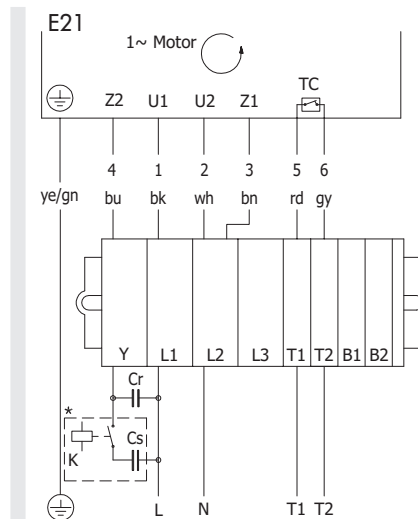 E21
1~ Motor
TC
Z2 U1 U2 Z1
4 1 2 3 5 6
ye/gn bu bk wh bn rd gy
Y L1 L2 L3 T1 T2 B1 B2
Cr
*
K Cs
L N T1 T2